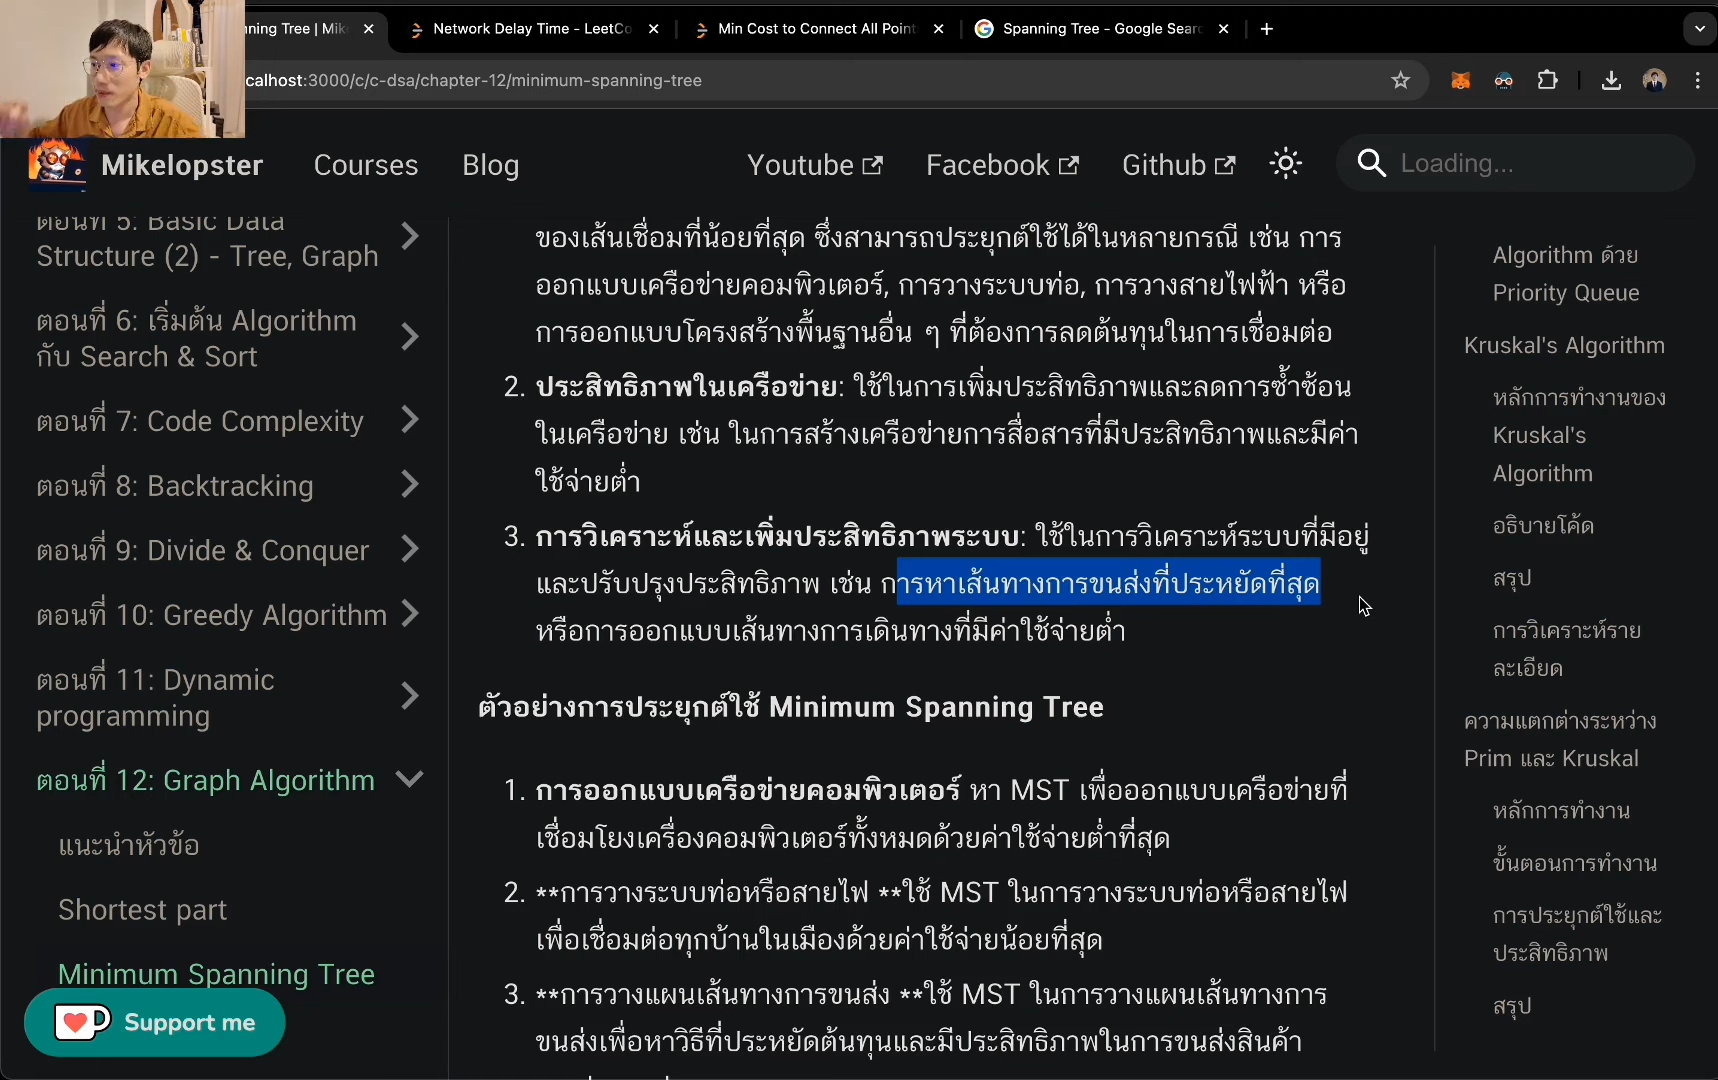 nning Tree | Mik
Network Delay Time - LeetCo
Min Cost to Connect All Point
Spanning Tree - Google Searc
calhost:3000/c/c-dsa/chapter-12/minimum-spanning-tree
Mikelopster
Courses
Blog
Youtube
Facebook
Github
Loading...
ตอนที่ 5: Basic Data
Structure (2) - Tree, Graph
ตอนที่ 6: เริ่มต้น Algorithm
กับ Search & Sort
ตอนที่ 7: Code Complexity
ตอนที่ 8: Backtracking
ตอนที่ 9: Divide & Conquer
ตอนที่ 10: Greedy Algorithm
ตอนที่ 11: Dynamic
programming
ตอนที่ 12: Graph Algorithm
แนะนำหัวข้อ
Shortest part
Minimum Spanning Tree
Support me
ของเส้นเชื่อมที่น้อยที่สุด ซึ่งสามารถประยุกต์ใช้ได้ในหลายกรณี เช่น การ
ออกแบบเครือข่ายคอมพิวเตอร์, การวางระบบท่อ, การวางสายไฟฟ้า หรือ
การออกแบบโครงสร้างพื้นฐานอื่น ๆ ที่ต้องการลดต้นทุนในการเชื่อมต่อ
2. ประสิทธิภาพในเครือข่าย: ใช้ในการเพิ่มประสิทธิภาพและลดการซ้ำซ้อน
ในเครือข่าย เช่น ในการสร้างเครือข่ายการสื่อสารที่มีประสิทธิภาพและมีค่า
ใช้จ่ายต่ำ
3. การวิเคราะห์และเพิ่มประสิทธิภาพระบบ: ใช้ในการวิเคราะห์ระบบที่มีอยู่
และปรับปรุงประสิทธิภาพ เช่น การหาเส้นทางการขนส่งที่ประหยัดที่สุด
หรือการออกแบบเส้นทางการเดินทางที่มีค่าใช้จ่ายต่ำ
ตัวอย่างการประยุกต์ใช้ Minimum Spanning Tree
1. การออกแบบเครือข่ายคอมพิวเตอร์ หา MST เพื่อออกแบบเครือข่ายที่
เชื่อมโยงเครื่องคอมพิวเตอร์ทั้งหมดด้วยค่าใช้จ่ายต่ำที่สุด
2. **การวางระบบท่อหรือสายไฟ **ใช้ MST ในการวางระบบท่อหรือสายไฟ
เพื่อเชื่อมต่อทุกบ้านในเมืองด้วยค่าใช้จ่ายน้อยที่สุด
3. **การวางแผนเส้นทางการขนส่ง **ใช้ MST ในการวางแผนเส้นทางการ
ขนส่งเพื่อหาวิธีที่ประหยัดต้นทุนและมีประสิทธิภาพในการขนส่งสินค้า
Algorithm ด้วย
Priority Queue
Kruskal's Algorithm
หลักการทำงานของ
Kruskal's
Algorithm
อธิบายโค้ด
สรุป
การวิเคราะห์ราย
ละเอียด
ความแตกต่างระหว่าง
Prim และ Kruskal
หลักการทำงาน
ขั้นตอนการทำงาน
การประยุกต์ใช้และ
ประสิทธิภาพ
สรุป